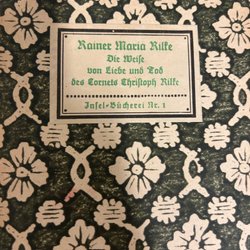 Rainer Maria Rilke
Die Weise
von Liebe und Tod
des Cornets Christoph Rilke
Insel-Bücherei Nr. 1